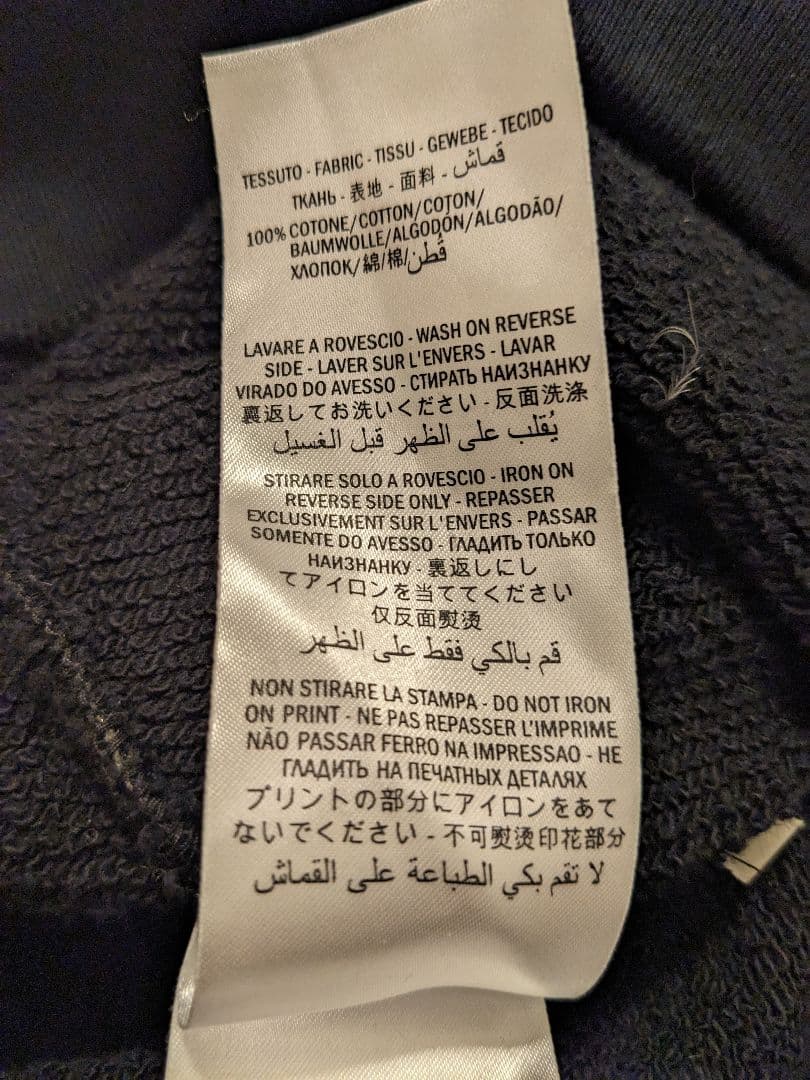 TESSUTO - FABRIC - TISSU - GEWEBE - TECIDO
ТКАНЬ - 表地 - 面料 - قماش
100% COTONE/COTTON/COTON/
BAUMWOLLE/ALGODÓN/ALGODÃO/
ХЛОПОК/綿/棉/قُطن
LAVARE A ROVESCIO - WASH ON REVERSE
SIDE - LAVER SUR L'ENVERS - LAVAR
VIRADO DO AVESSO - СТИРАТЬ НАИЗНАНКУ
裏返してお洗いください - 反面洗涤
يُقلب على الظهر قبل الغسيل
STIRARE SOLO A ROVESCIO - IRON ON
REVERSE SIDE ONLY - REPASSER
EXCLUSIVEMENT SUR L'ENVERS - PASSAR
SOMENTE DO AVESSO - ГЛАДИТЬ ТОЛЬКО
НАИЗНАНКУ - 裏返しにし
てアイロンを当ててください
仅反面熨烫
قم بالكي فقط على الظهر
NON STIRARE LA STAMPA - DO NOT IRON
ON PRINT - NE PAS REPASSER L'IMPRIME
NÃO PASSAR FERRO NA IMPRESSAO - НЕ
ГЛАДИТЬ НА ПЕЧАТНЫХ ДЕТАЛЯХ
プリントの部分にアイロンをあて
ないでください - 不可熨烫印花部分
لا تقم بكي الطباعة على القماش